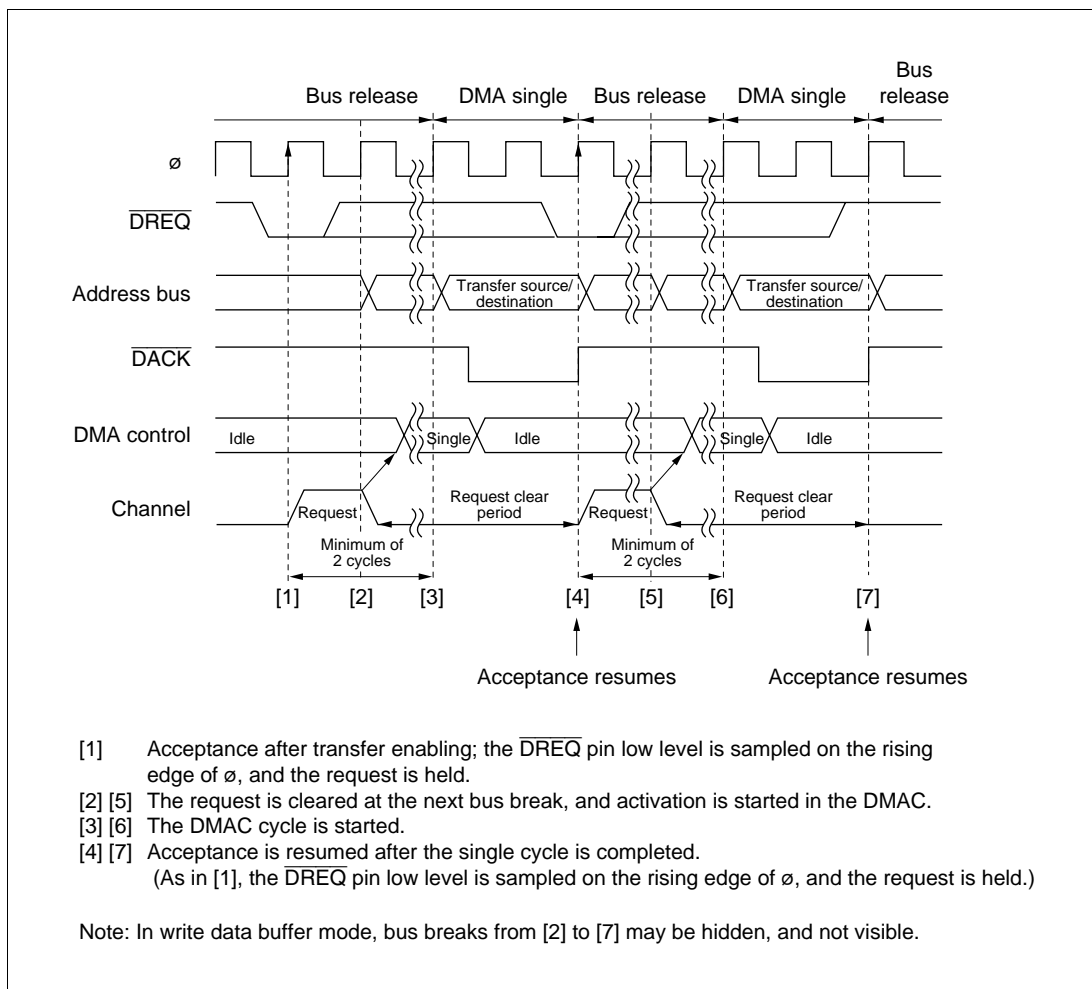 Bus
Bus release DMA single Bus release DMA single release
ø
DREQ
Address bus
Transfer source/
destination
Transfer source/
destination
DACK
DMA control
Idle Single Idle Single Idle
Channel
Request
Request clear
period
Request
Request clear
period
Minimum of
2 cycles
Minimum of
2 cycles
[1] [2] [3] [4] [5] [6] [7]
Acceptance resumes Acceptance resumes
[1] Acceptance after transfer enabling; the DREQ pin low level is sampled on the rising
edge of ø, and the request is held.
[2] [5] The request is cleared at the next bus break, and activation is started in the DMAC.
[3] [6] The DMAC cycle is started.
[4] [7] Acceptance is resumed after the single cycle is completed.
(As in [1], the DREQ pin low level is sampled on the rising edge of ø, and the request is held.)
Note: In write data buffer mode, bus breaks from [2] to [7] may be hidden, and not visible.